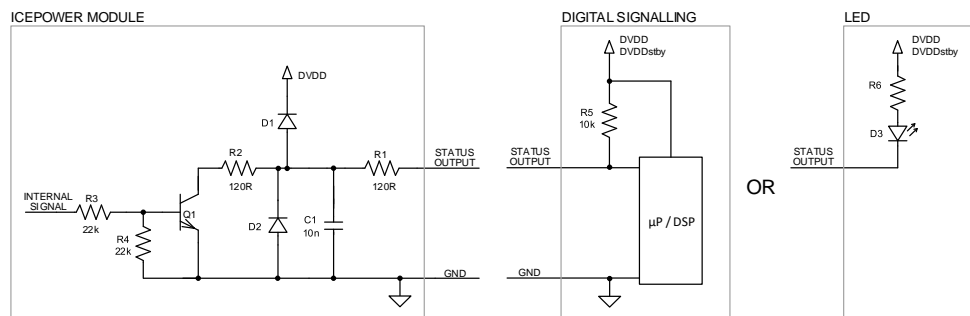 ICEPOWER MODULE
DVDD
D1
R2
120R
R1
120R
STATUS
OUTPUT
INTERNAL
SIGNAL
R3
22k
R4
22k
Q1
D2
C1
10n
GND
DIGITAL SIGNALLING
DVDD
DVDDstby
R5
10k
STATUS
OUTPUT
µP / DSP
GND
OR
LED
DVDD
DVDDstby
R6
D3
STATUS
OUTPUT